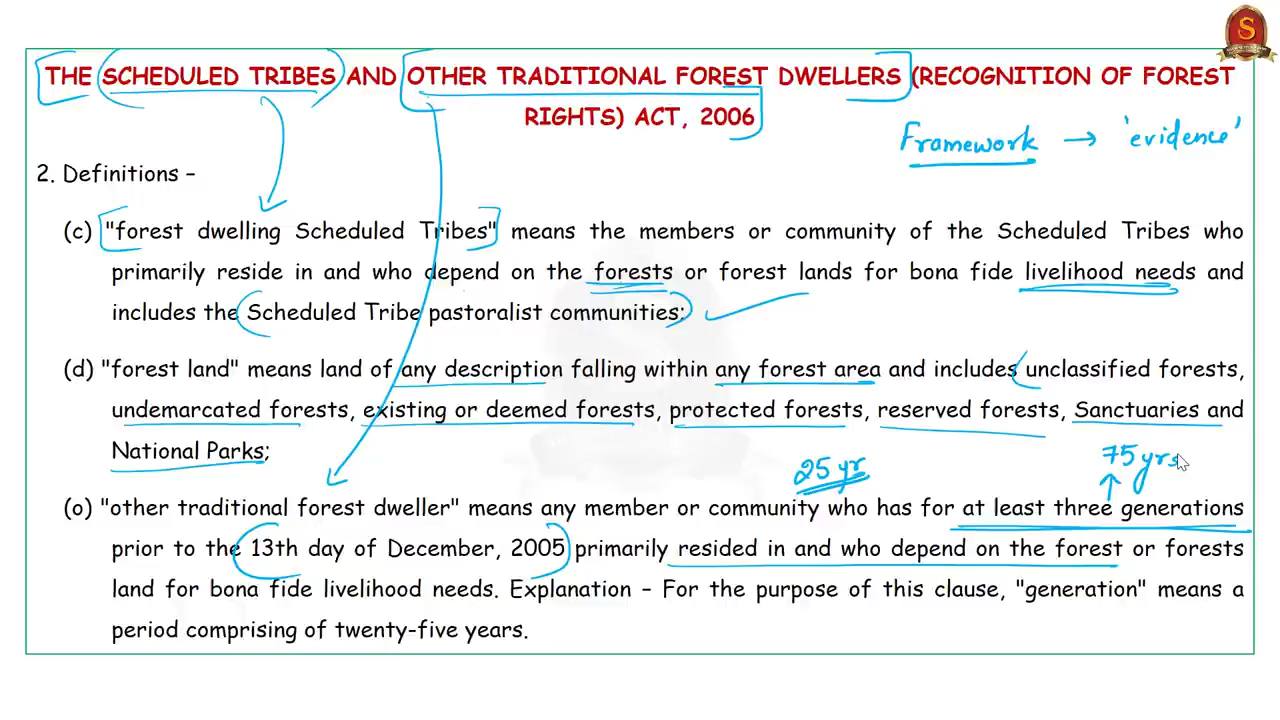 S
THE SCHEDULED TRIBES AND OTHER TRADITIONAL FOREST DWELLERS (RECOGNITION OF FOREST
RIGHTS) ACT, 2006
Framework → 'evidence'
2. Definitions –
(c) "forest dwelling Scheduled Tribes" means the members or community of the Scheduled Tribes who
primarily reside in and who depend on the forests or forest lands for bona fide livelihood needs and
includes the Scheduled Tribe pastoralist communities;
(d) "forest land" means land of any description falling within any forest area and includes unclassified forests,
undemarcated forests, existing or deemed forests, protected forests, reserved forests, Sanctuaries and
National Parks;
25 yr
75 yrs
(o) "other traditional forest dweller" means any member or community who has for at least three generations
prior to the 13th day of December, 2005 primarily resided in and who depend on the forest or forests
land for bona fide livelihood needs. Explanation – For the purpose of this clause, "generation" means a
period comprising of twenty-five years.